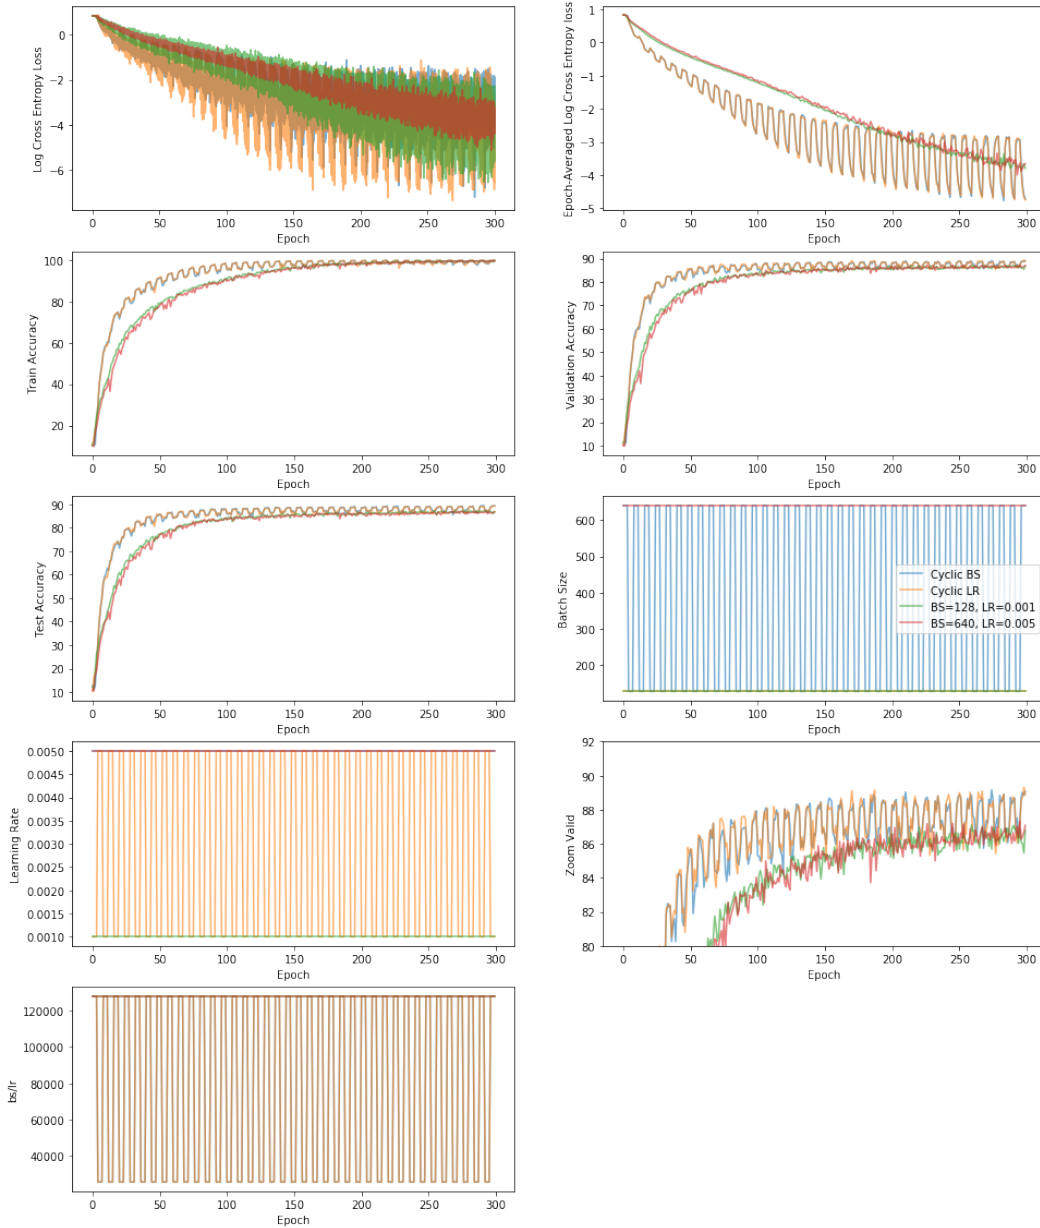 0
−2
−4
−6
Log Cross Entropy Loss
0 50 100 150 200 250 300
Epoch
1
0
−1
−2
−3
−4
−5
Epoch-Averaged Log Cross Entropy loss
0 50 100 150 200 250 300
Epoch
100
80
60
40
20
Train Accuracy
0 50 100 150 200 250 300
Epoch
90
80
70
60
50
40
30
20
10
Validation Accuracy
0 50 100 150 200 250 300
Epoch
90
80
70
60
50
40
30
20
10
Test Accuracy
0 50 100 150 200 250 300
Epoch
600
500
400
300
200
Batch Size
Cyclic BS
Cyclic LR
BS=128, LR=0.001
BS=640, LR=0.005
0 50 100 150 200 250 300
Epoch
0.0050
0.0045
0.0040
0.0035
0.0030
0.0025
0.0020
0.0015
0.0010
Learning Rate
0 50 100 150 200 250 300
Epoch
92
90
88
86
84
82
80
Zoom Valid
0 50 100 150 200 250 300
Epoch
120000
100000
80000
60000
40000
bs/lr
0 50 100 150 200 250 300
Epoch